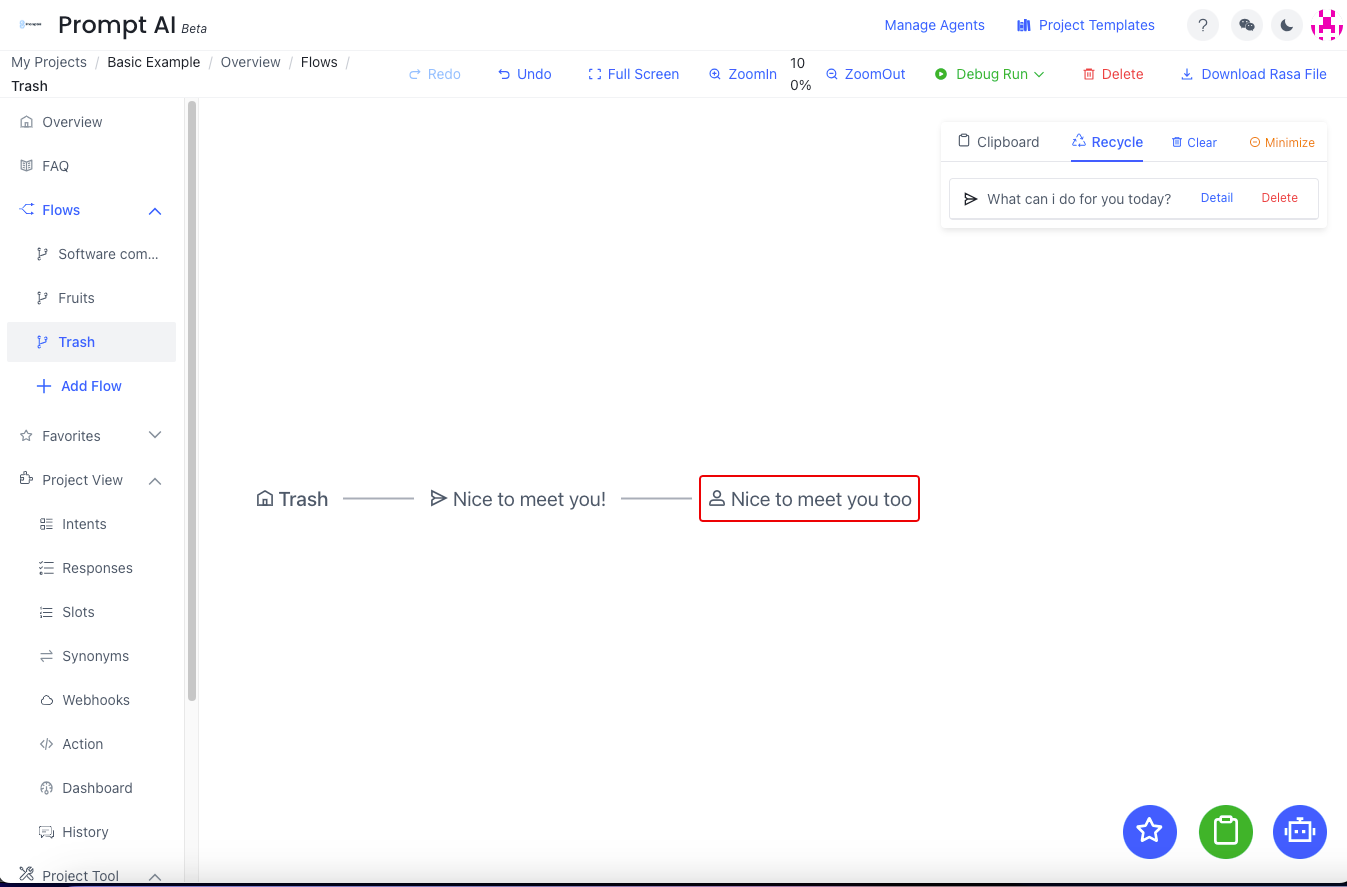 Prompt AI Beta
Manage Agents
Project Templates
?
My Projects / Basic Example / Overview / Flows /
Trash
Redo
Undo
Full Screen
ZoomIn
10
0%
ZoomOut
Debug Run
Delete
Download Rasa File
Overview
FAQ
Flows
Software com...
Fruits
Trash
Add Flow
Favorites
Project View
Intents
Responses
Slots
Synonyms
Webhooks
Action
Dashboard
History
Project Tool
Clipboard
Recycle
Clear
Minimize
What can i do for you today?
Detail
Delete
Trash
Nice to meet you!
Nice to meet you too